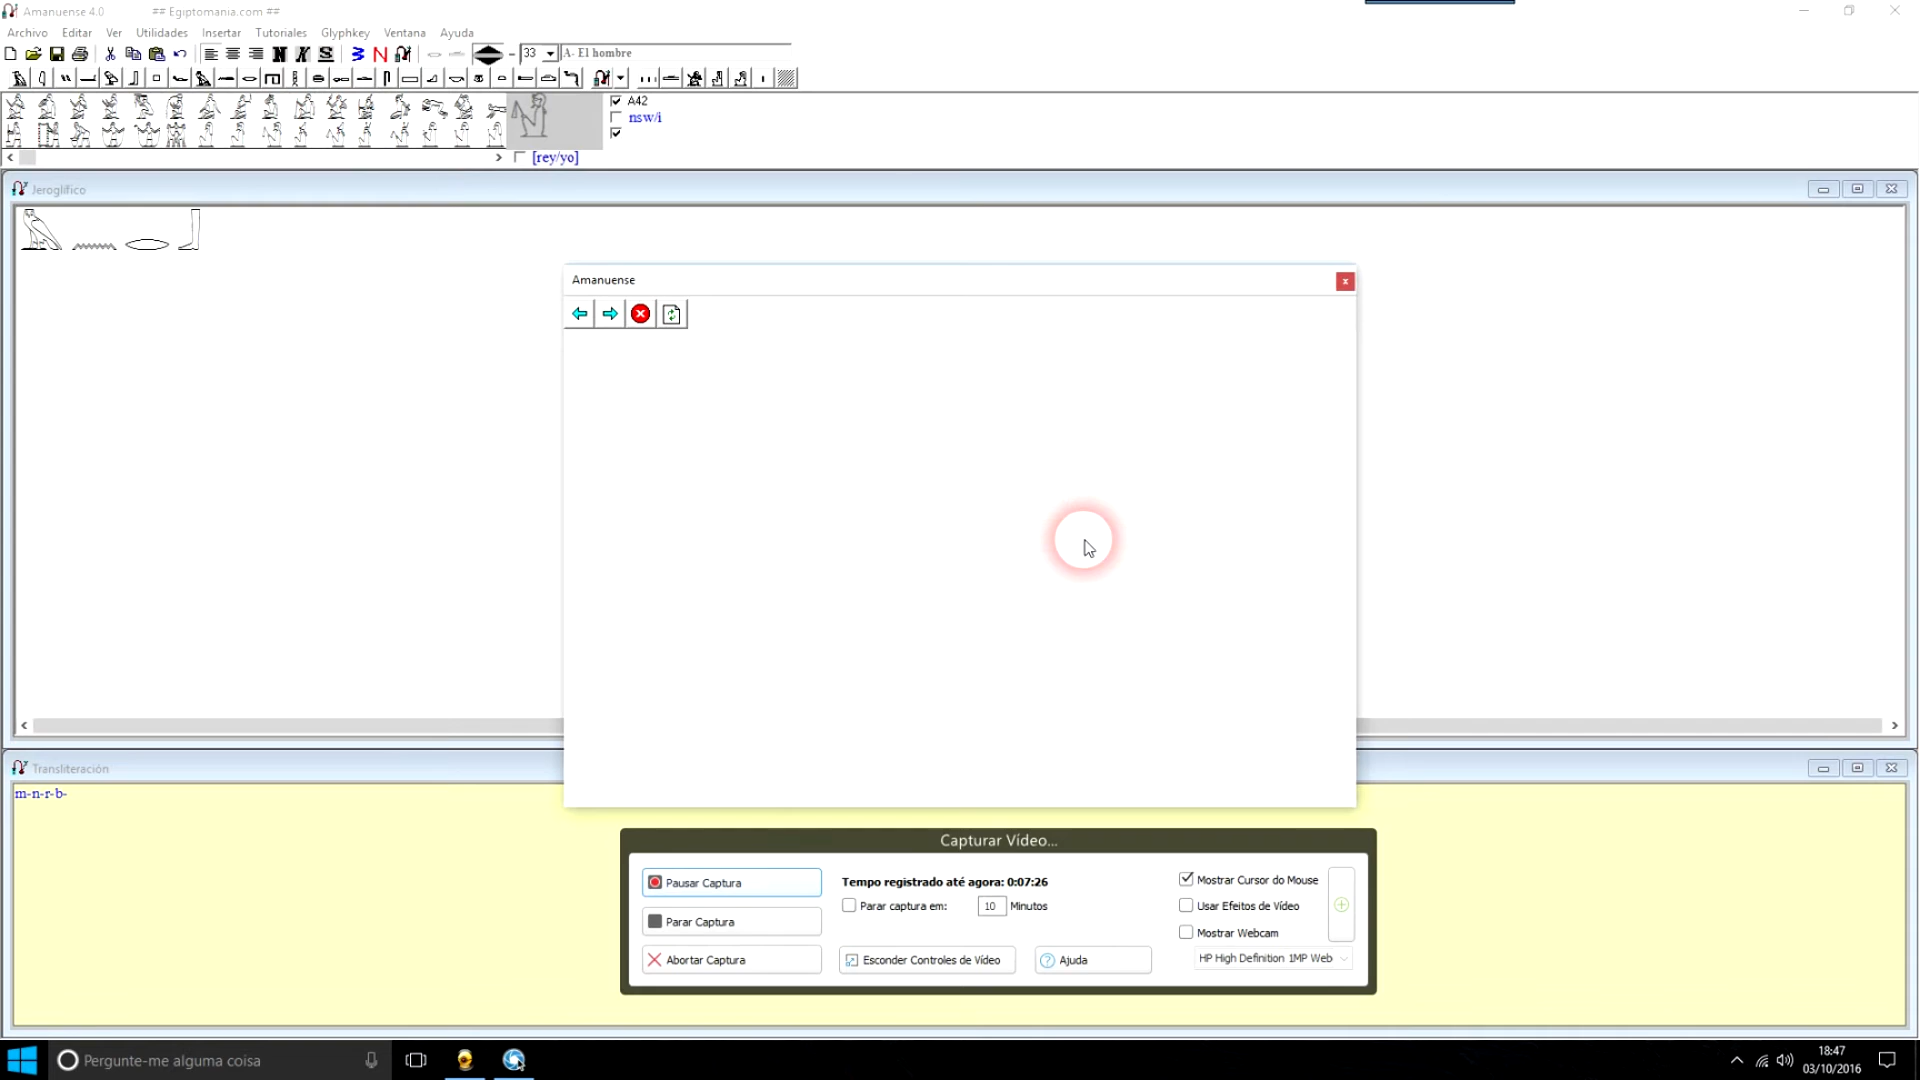 Amanuense 4.0 ## Egiptomania.com ##
Archivo Editar Ver Utilidades Insertar Tutoriales Glyphkey Ventana Ayuda
N K S N 33 A- El hombre
A42
nsw/i
[rey/yo]
Jeroglífico
Amanuense
Transliteración
m-n-r-b-
Capturar Vídeo...
Pausar Captura Tempo registrado até agora: 0:07:26 Mostrar Cursor do Mouse
Parar captura em: 10 Minutos Usar Efeitos de Vídeo
Parar Captura
Mostrar Webcam
Abortar Captura Esconder Controles de Vídeo Ajuda HP High Definition 1MP Web
Pergunte-me alguma coisa
18:47
03/10/2016